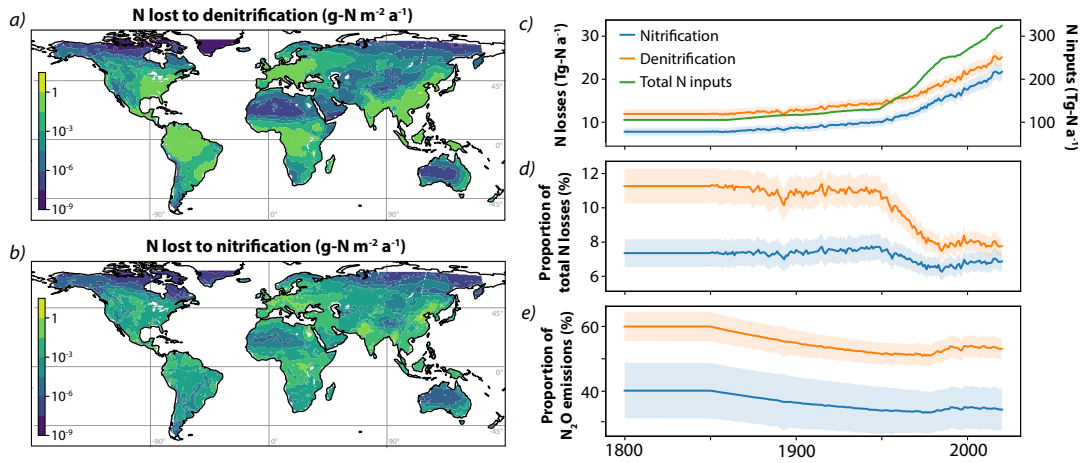 a)
N lost to denitrification (g-N m⁻² a⁻¹)
1
10⁻³
10⁻⁶
10⁻⁹
45°
0°
45°
-90°
0°
90°
b)
N lost to nitrification (g-N m⁻² a⁻¹)
1
10⁻³
10⁻⁶
10⁻⁹
45°
0°
45°
-90°
0°
90°
c)
N losses (Tg-N a⁻¹)
30
20
10
Nitrification
Denitrification
Total N inputs
300
200
100
N inputs (Tg-N a⁻¹)
d)
Proportion of
total N losses (%)
12
10
8
6
Nitrification
Denitrification
e)
Proportion of
N₂O emissions (%)
60
40
1800
1900
2000